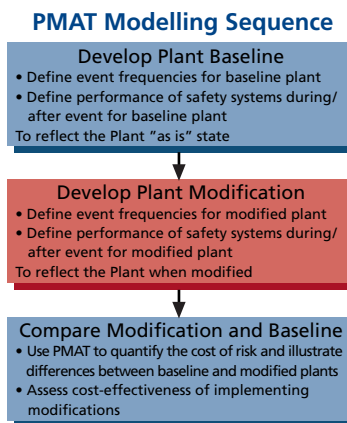 PMAT Modelling Sequence
Develop Plant Baseline
• Define event frequencies for baseline plant
• Define performance of safety systems during/
after event for baseline plant
To reflect the Plant "as is" state
Develop Plant Modification
• Define event frequencies for modified plant
• Define performance of safety systems during/
after event for modified plant
To reflect the Plant when modified
Compare Modification and Baseline
• Use PMAT to quantify the cost of risk and illustrate
differences between baseline and modified plants
• Assess cost-effectiveness of implementing
modifications